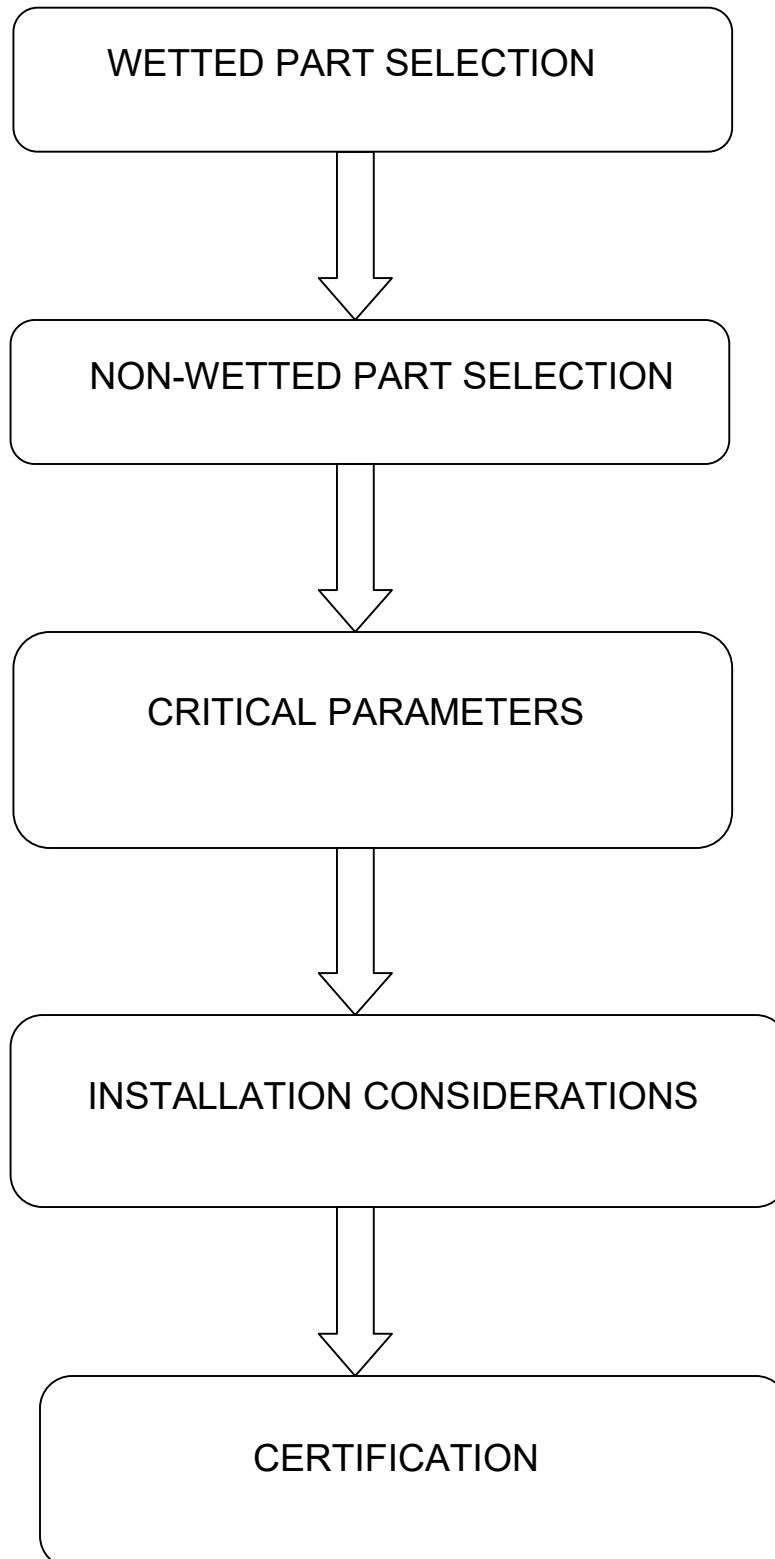 WETTED PART SELECTION
NON-WETTED PART SELECTION
CRITICAL PARAMETERS
INSTALLATION CONSIDERATIONS
CERTIFICATION